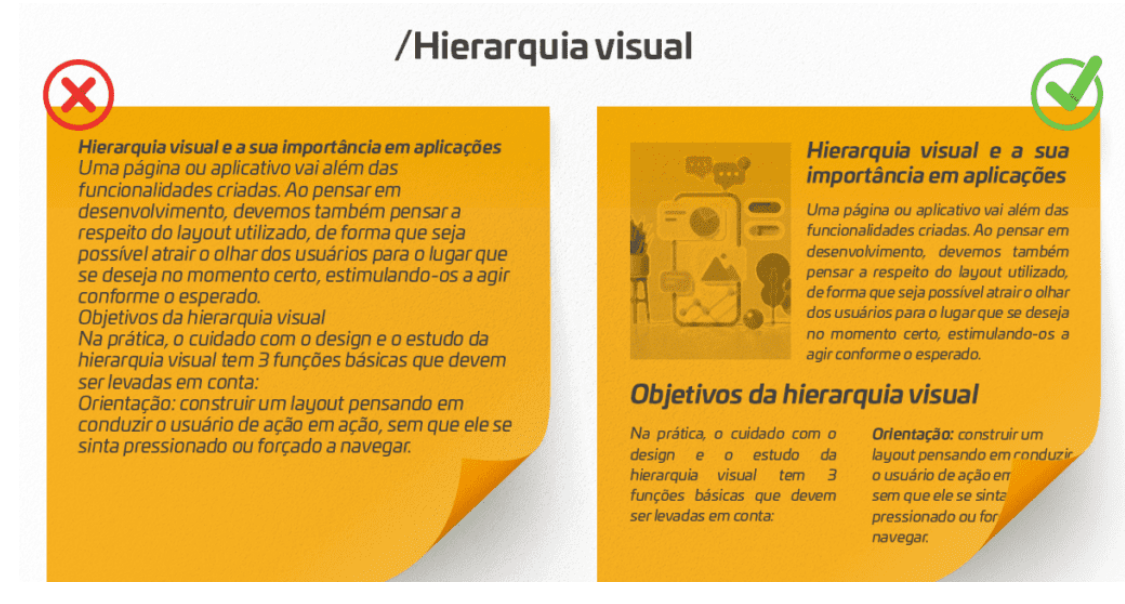 /Hierarquia visual
Hierarquia visual e a sua importância em aplicações
Uma página ou aplicativo vai além das
funcionalidades criadas. Ao pensar em
desenvolvimento, devemos também pensar a
respeito do layout utilizado, de forma que seja
possível atrair o olhar dos usuários para o lugar que
se deseja no momento certo, estimulando-os a agir
conforme o esperado.
Objetivos da hierarquia visual
Na prática, o cuidado com o design e o estudo da
hierarquia visual tem 3 funções básicas que devem
ser levadas em conta:
Orientação: construir um layout pensando em
conduzir o usuário de ação em ação, sem que ele se
sinta pressionado ou forçado a navegar.
Hierarquia visual e a sua
importância em aplicações
Uma página ou aplicativo vai além das
funcionalidades criadas. Ao pensar em
desenvolvimento, devemos também
pensar a respeito do layout utilizado,
de forma que seja possível atrair o olhar
dos usuários para o lugar que se deseja
no momento certo, estimulando-os a
agir conforme o esperado.
Objetivos da hierarquia visual
Na prática, o cuidado com o
design e o estudo da
hierarquia visual tem 3
funções básicas que devem
ser levadas em conta:
Orientação: construir um
layout pensando em conduzir
o usuário de ação em
sem que ele se sinta
pressionado ou for
navegar.